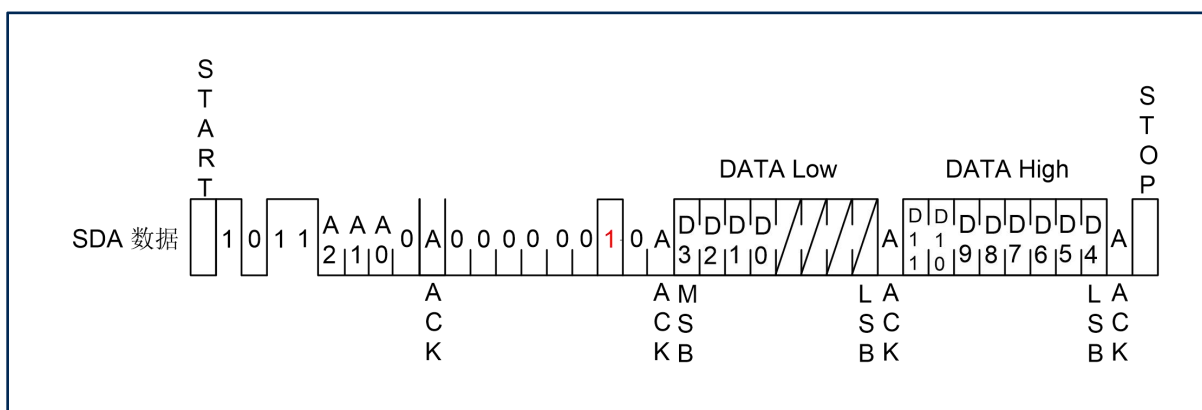 START
STOP
DATA Low
DATA High
SDA 数据
1 0 1 1 A2 A1 A0 0 A 0 0 0 0 0 0 1 0 A D3 D2 D1 D0 A D11 D10 D9 D8 D7 D6 D5 D4 A
ACK
ACK
MSB
LSB
ACK
LSB
ACK